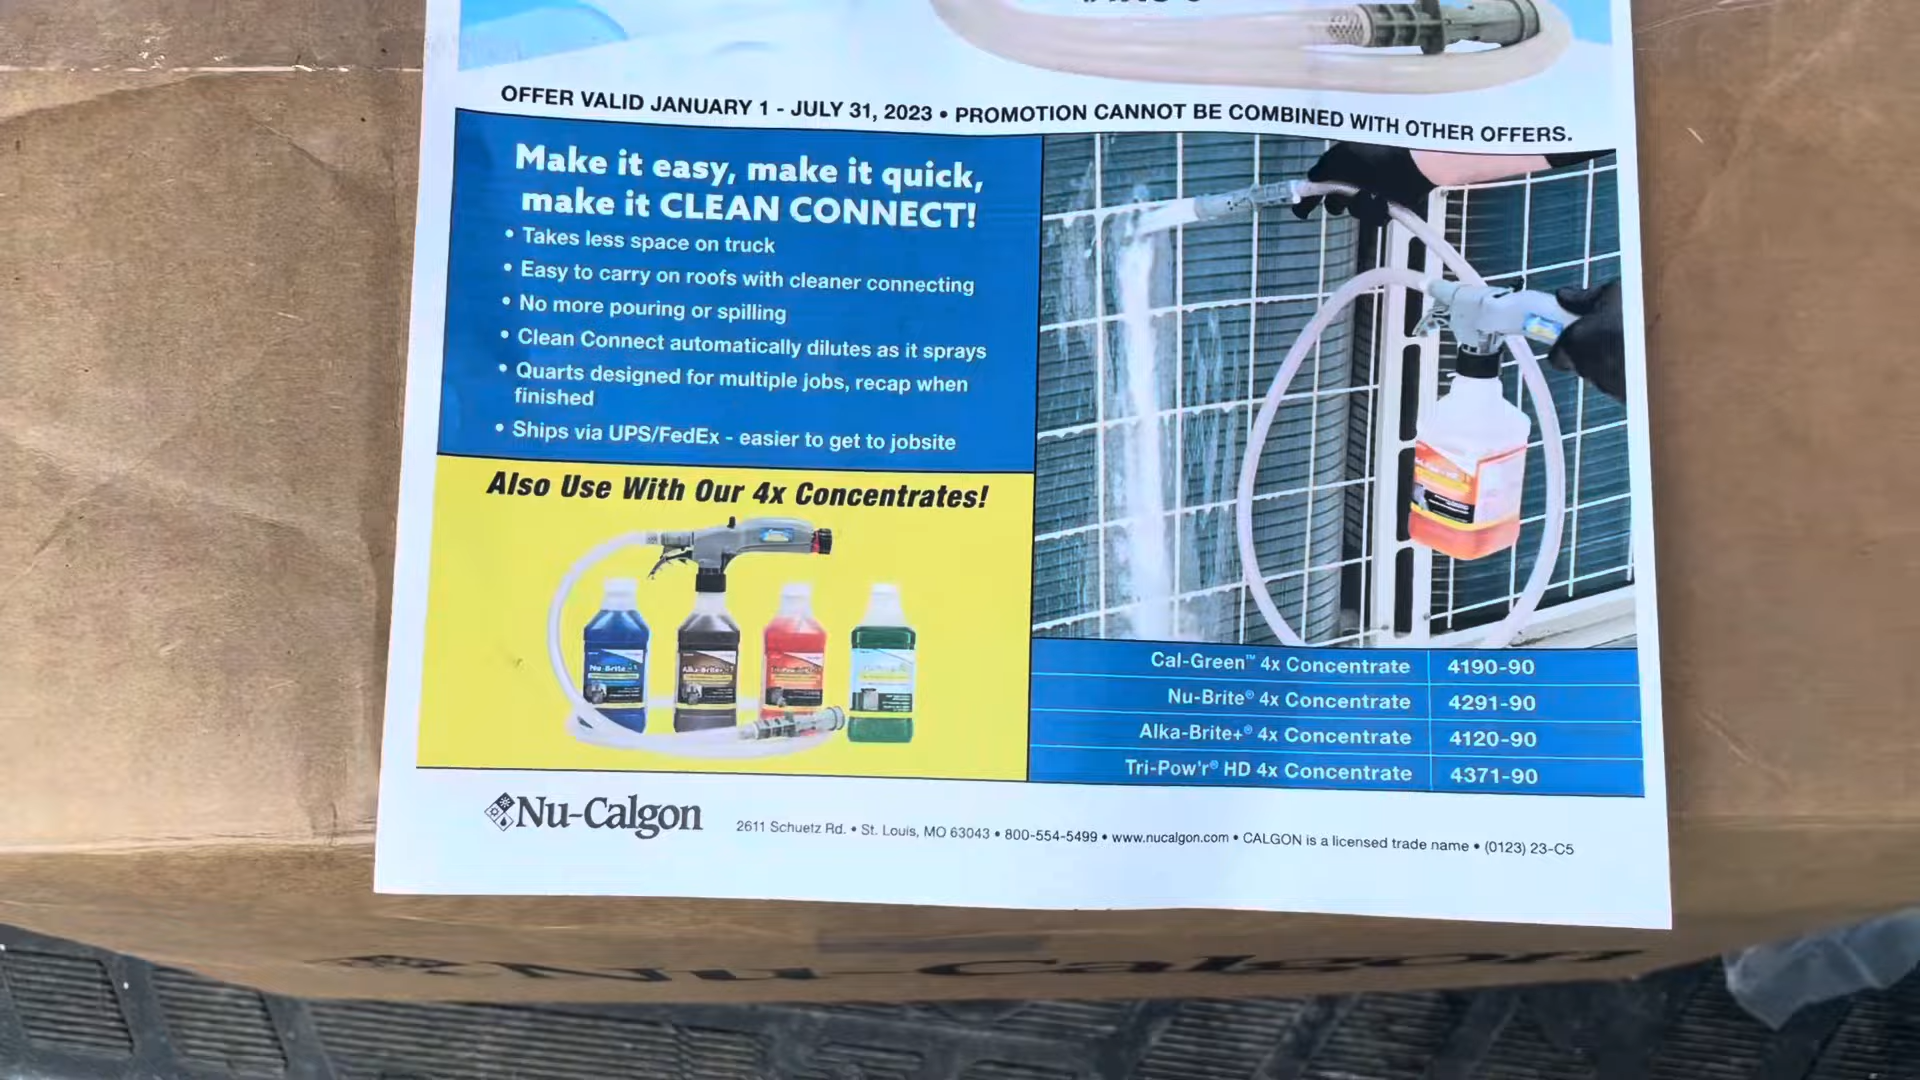 OFFER VALID JANUARY 1 - JULY 31, 2023 • PROMOTION CANNOT BE COMBINED WITH OTHER OFFERS.
Make it easy, make it quick,
make it CLEAN CONNECT!
• Takes less space on truck
• Easy to carry on roofs with cleaner connecting
• No more pouring or spilling
• Clean Connect automatically dilutes as it sprays
• Quarts designed for multiple jobs, recap when
finished
• Ships via UPS/FedEx - easier to get to jobsite
Also Use With Our 4x Concentrates!
Nu-Brite
Alka-Brite+
Cal-Green™ 4x Concentrate 4190-90
Nu-Brite® 4x Concentrate 4291-90
Alka-Brite+® 4x Concentrate 4120-90
Tri-Pow'r® HD 4x Concentrate 4371-90
Nu-Calgon
2611 Schuetz Rd. • St. Louis, MO 63043 • 800-554-5499 • www.nucalgon.com • CALGON is a licensed trade name • (0123) 23-C5
Nu-Calgon